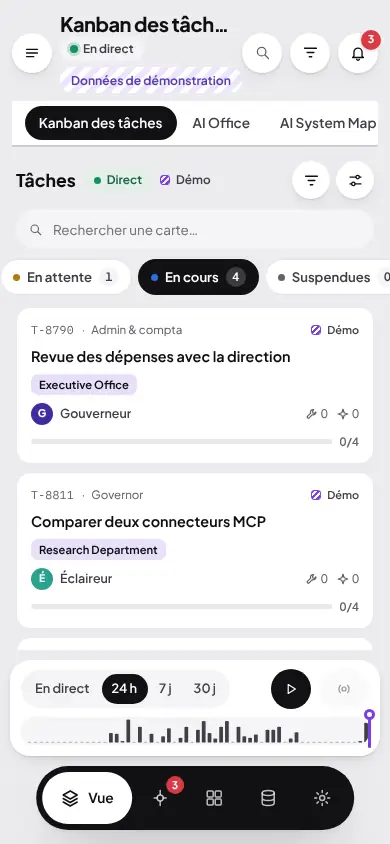 Kanban des tâch…
En direct
3
Données de démonstration
Kanban des tâches AI Office AI System Map
Tâches Direct Démo
Rechercher une carte…
En attente 1 En cours 4 Suspendues
T-8790 · Admin & compta Démo
Revue des dépenses avec la direction
Executive Office
G Gouverneur 0 0
0/4
T-8811 · Governor Démo
Comparer deux connecteurs MCP
Research Department
É Éclaireur 0 0
0/4
En direct 24 h 7 j 30 j
Vue 3